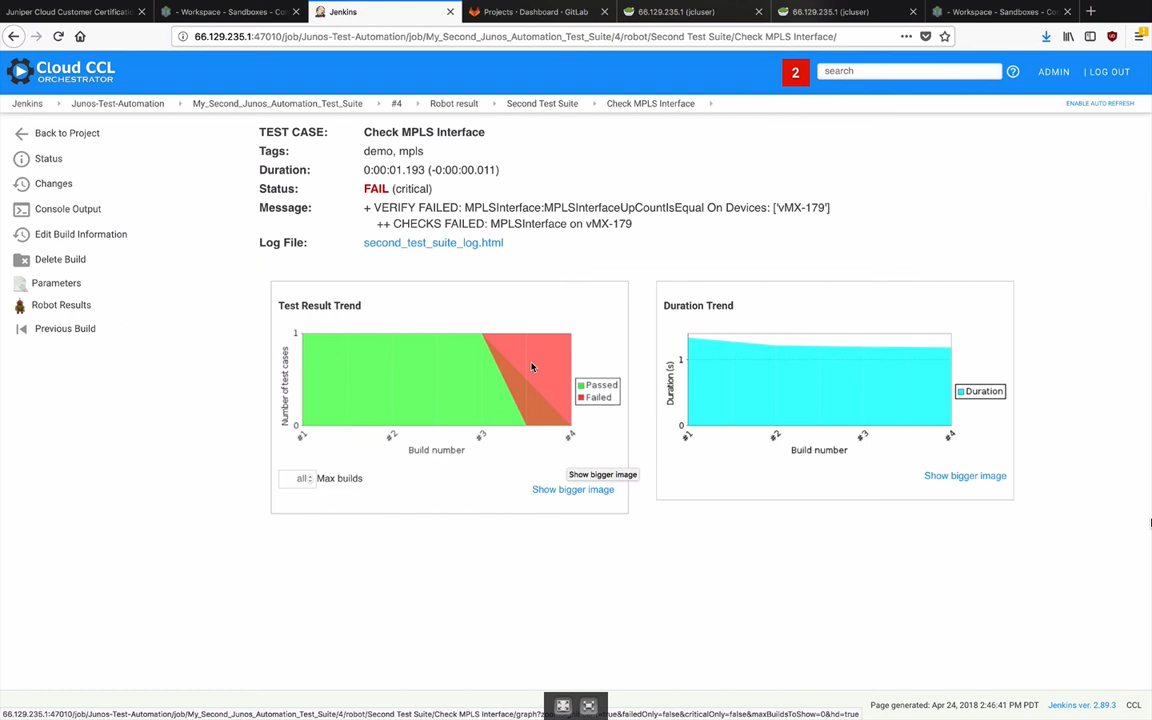 Juniper Cloud Customer Certificatio
- Workspace - Sandboxes - Co
Jenkins
Projects · Dashboard · GitLab
66.129.235.1 (jcluser)
66.129.235.1 (jcluser)
- Workspace - Sandboxes - Co
66.129.235.1:47010/job/Junos-Test-Automation/job/My_Second_Junos_Automation_Test_Suite/4/robot/Second Test Suite/Check MPLS Interface/
Cloud CCL
ORCHESTRATOR
2
search
ADMIN
| LOG OUT
Jenkins
Junos-Test-Automation
My_Second_Junos_Automation_Test_Suite
#4
Robot result
Second Test Suite
Check MPLS Interface
ENABLE AUTO REFRESH
Back to Project
Status
Changes
Console Output
Edit Build Information
Delete Build
Parameters
Robot Results
Previous Build
TEST CASE: Check MPLS Interface
Tags: demo, mpls
Duration: 0:00:01.193 (-0:00:00.011)
Status: FAIL (critical)
Message: + VERIFY FAILED: MPLSInterface:MPLSInterfaceUpCountIsEqual On Devices: ['vMX-179']
++ CHECKS FAILED: MPLSInterface on vMX-179
Log File: second_test_suite_log.html
Test Result Trend
Number of test cases
1
0
#1 #2 #3 #4
Build number
Passed
Failed
all Max builds
Show bigger image
Show bigger image
Duration Trend
Duration (s)
1
0
#1 #2 #3 #4
Build number
Duration
Show bigger image
Page generated: Apr 24, 2018 2:46:41 PM PDT
Jenkins ver. 2.89.3
CCL